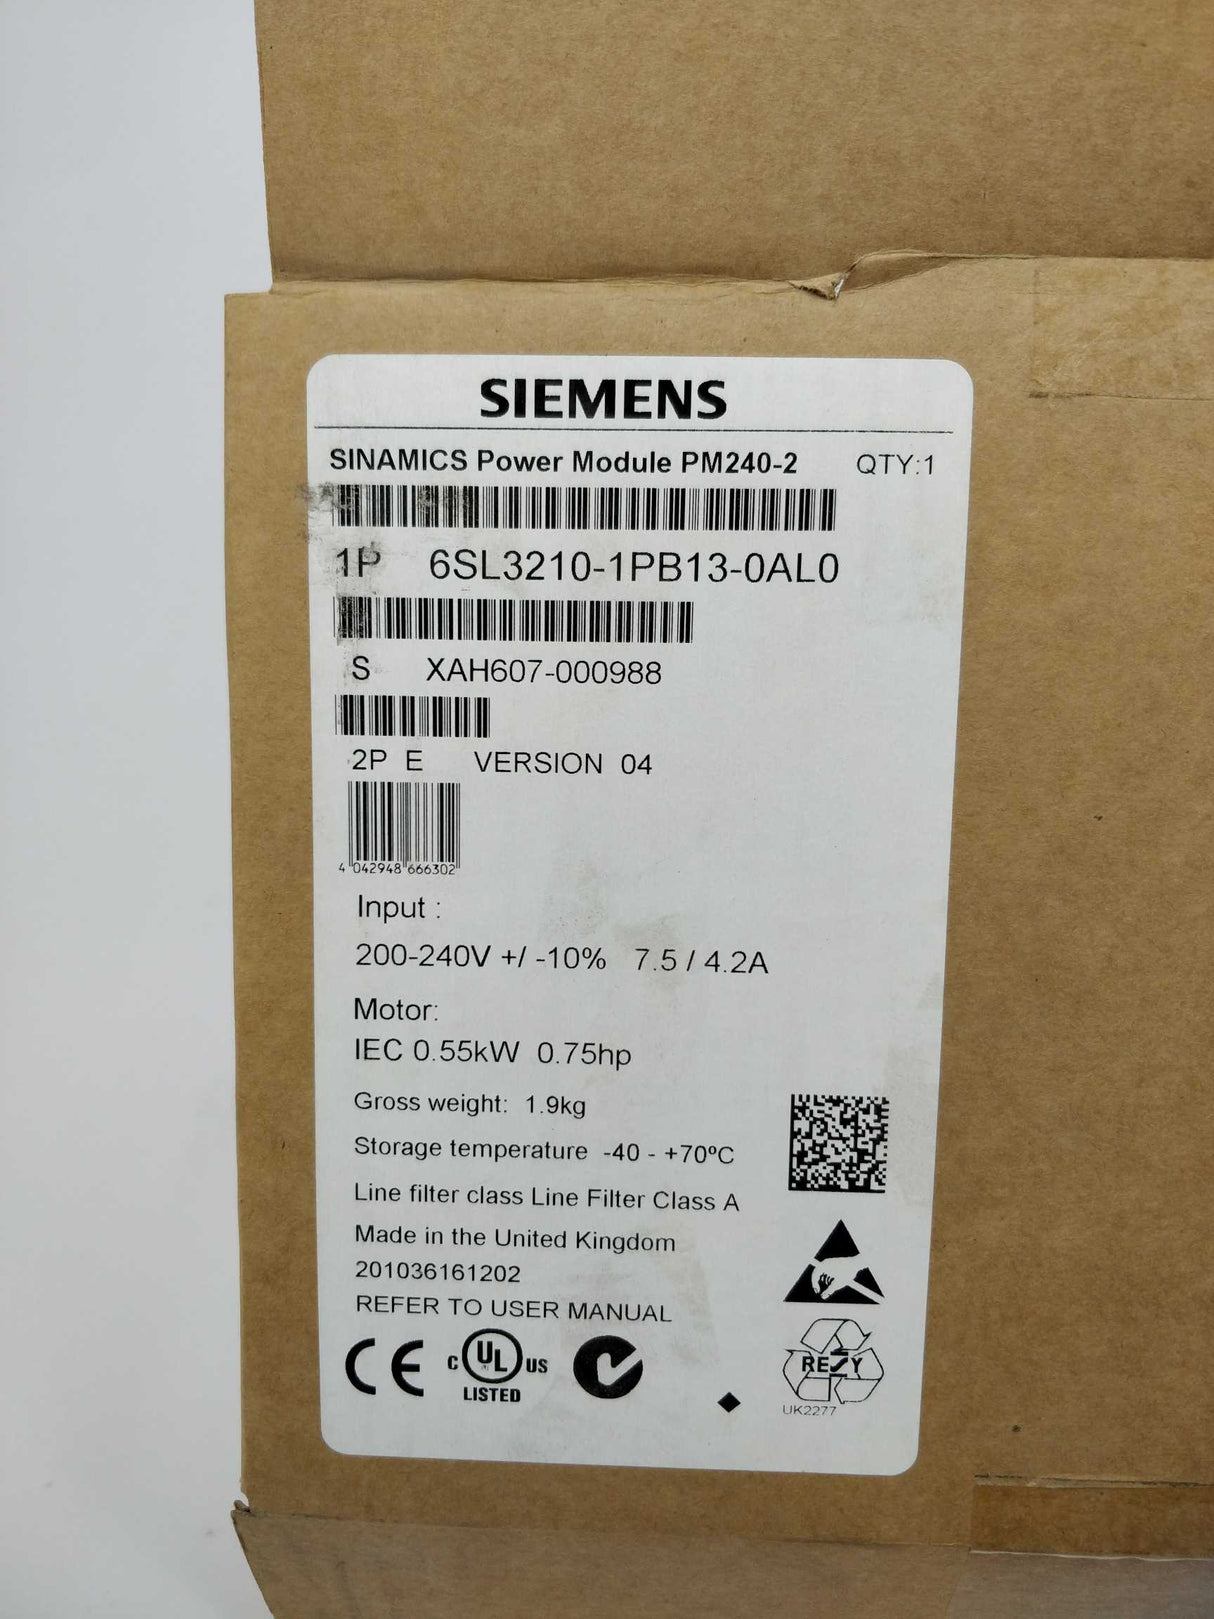 SIEMENS
SINAMICS Power Module PM240-2 QTY:1
1P 6SL3210-1PB13-0AL0
S XAH607-000988
2P E VERSION 04
4 042948 666302
Input :
200-240V +/ -10% 7.5 / 4.2A
Motor:
IEC 0.55kW 0.75hp
Gross weight: 1.9kg
Storage temperature -40 - +70ºC
Line filter class Line Filter Class A
Made in the United Kingdom
201036161202
REFER TO USER MANUAL
CE C UL US
LISTED
RESY
UK2277